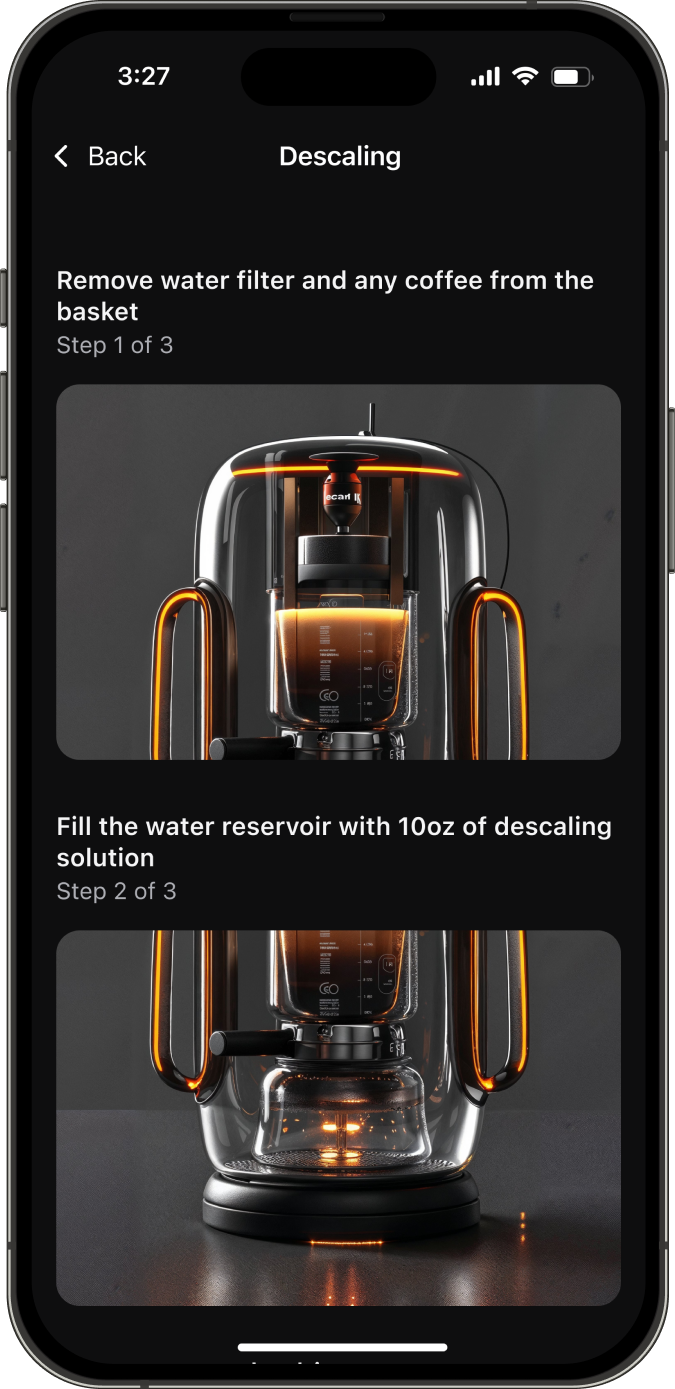 3:27
Back
Descaling
Remove water filter and any coffee from the
basket
Step 1 of 3
Fill the water reservoir with 10oz of descaling
solution
Step 2 of 3